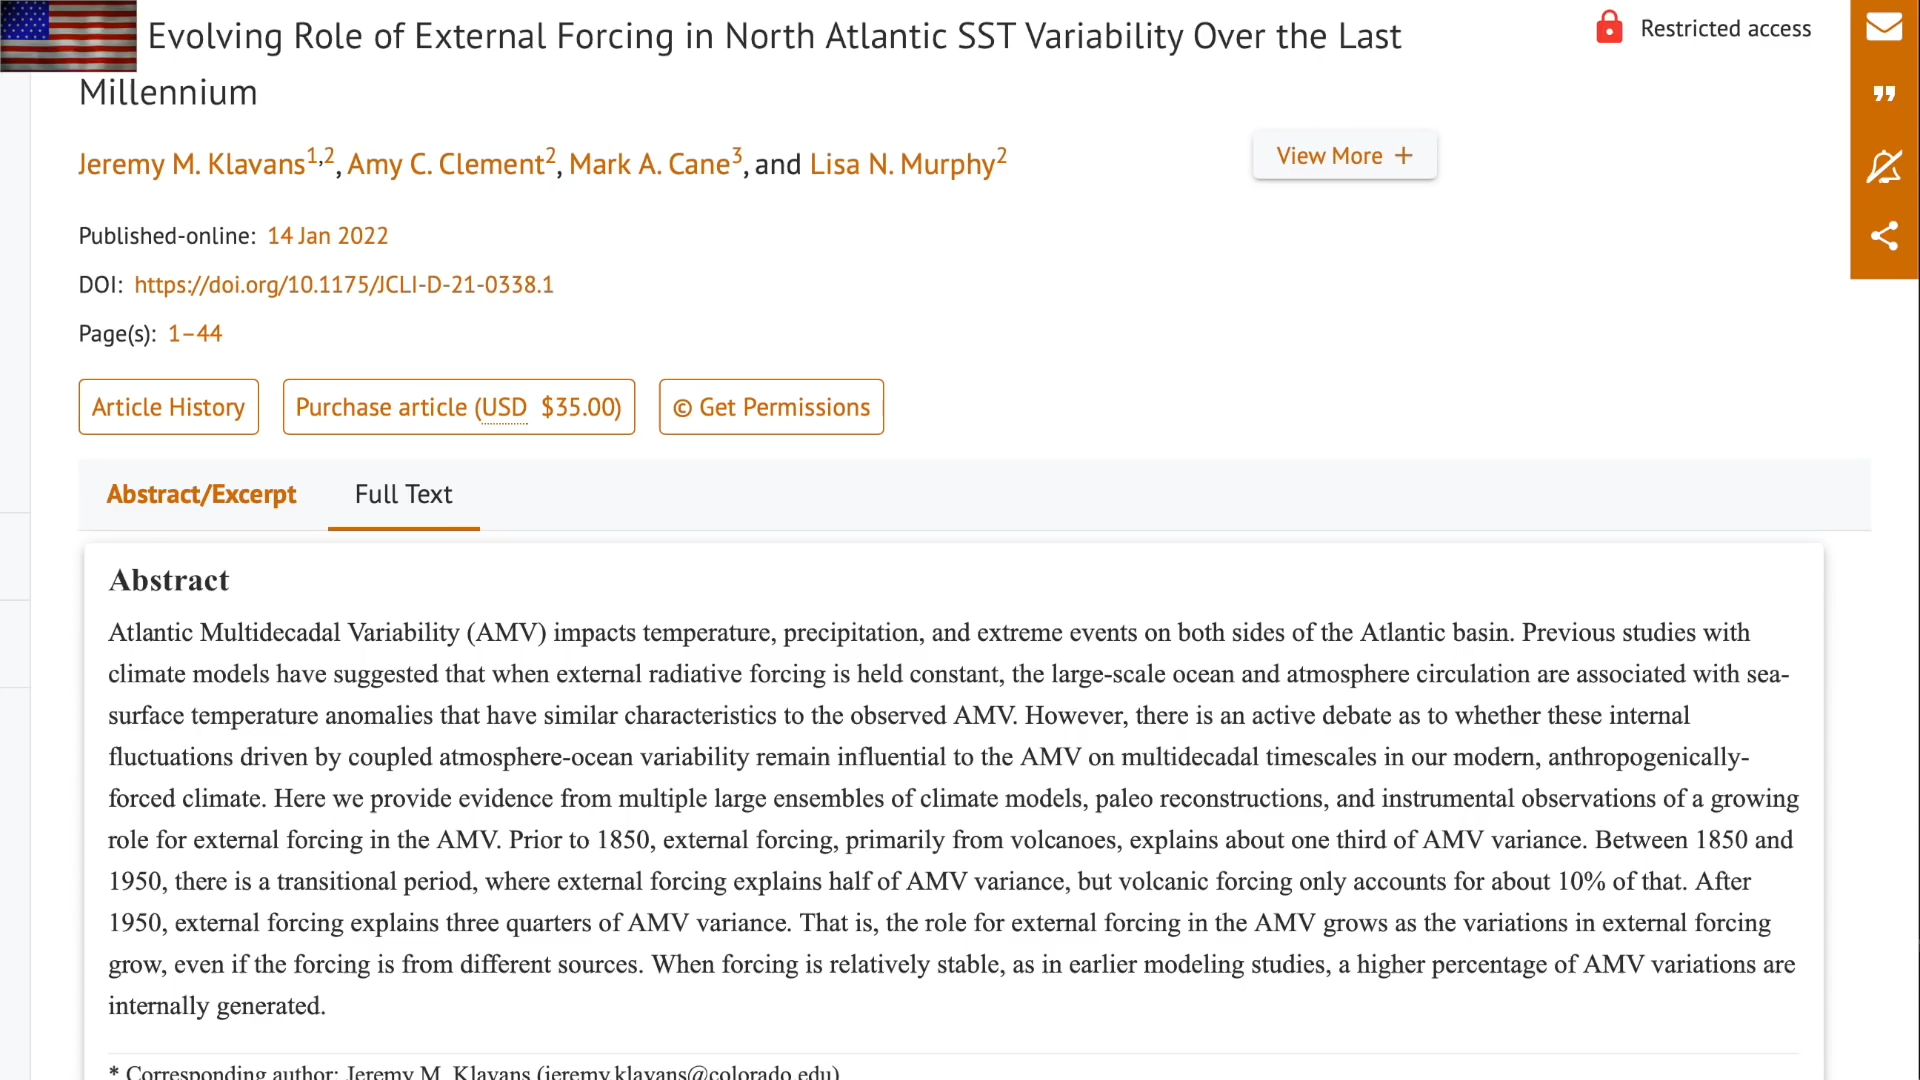 Evolving Role of External Forcing in North Atlantic SST Variability Over the Last
Millennium
Restricted access
Jeremy M. Klavans1,2, Amy C. Clement2, Mark A. Cane3, and Lisa N. Murphy2
View More +
Published-online: 14 Jan 2022
DOI: https://doi.org/10.1175/JCLI-D-21-0338.1
Page(s): 1–44
Article History
Purchase article (USD $35.00)
© Get Permissions
Abstract/Excerpt
Full Text
Abstract
Atlantic Multidecadal Variability (AMV) impacts temperature, precipitation, and extreme events on both sides of the Atlantic basin. Previous studies with
climate models have suggested that when external radiative forcing is held constant, the large-scale ocean and atmosphere circulation are associated with sea-
surface temperature anomalies that have similar characteristics to the observed AMV. However, there is an active debate as to whether these internal
fluctuations driven by coupled atmosphere-ocean variability remain influential to the AMV on multidecadal timescales in our modern, anthropogenically-
forced climate. Here we provide evidence from multiple large ensembles of climate models, paleo reconstructions, and instrumental observations of a growing
role for external forcing in the AMV. Prior to 1850, external forcing, primarily from volcanoes, explains about one third of AMV variance. Between 1850 and
1950, there is a transitional period, where external forcing explains half of AMV variance, but volcanic forcing only accounts for about 10% of that. After
1950, external forcing explains three quarters of AMV variance. That is, the role for external forcing in the AMV grows as the variations in external forcing
grow, even if the forcing is from different sources. When forcing is relatively stable, as in earlier modeling studies, a higher percentage of AMV variations are
internally generated.
* Corresponding author: Jeremy M. Klavans (jeremy.klavans@colorado.edu)